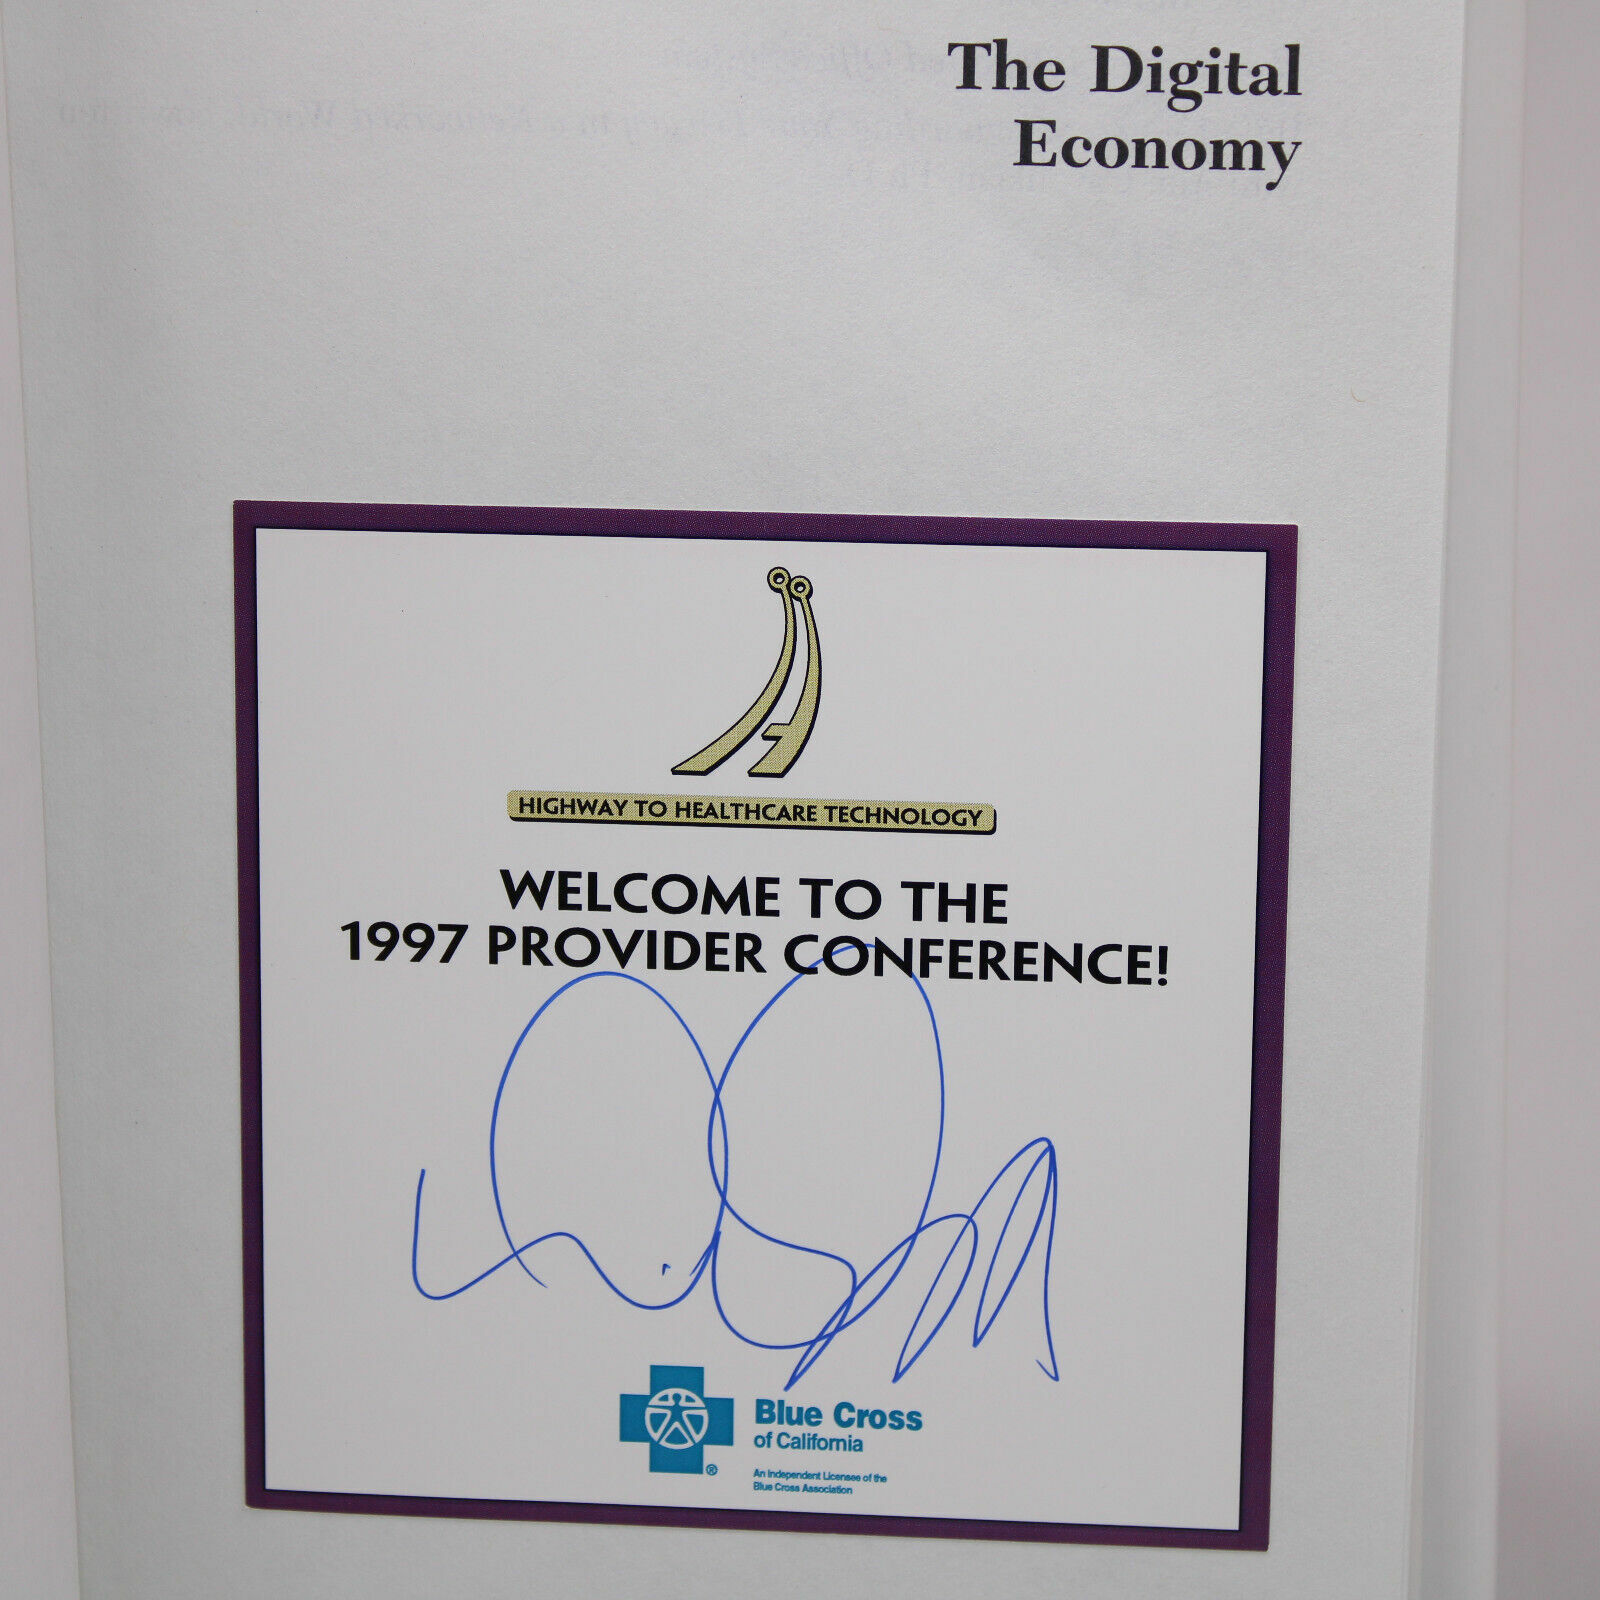 The Digital
Economy
HIGHWAY TO HEALTHCARE TECHNOLOGY
WELCOME TO THE
1997 PROVIDER CONFERENCE!
Blue Cross
of California
®
An Independent Licensee of the
Blue Cross Association